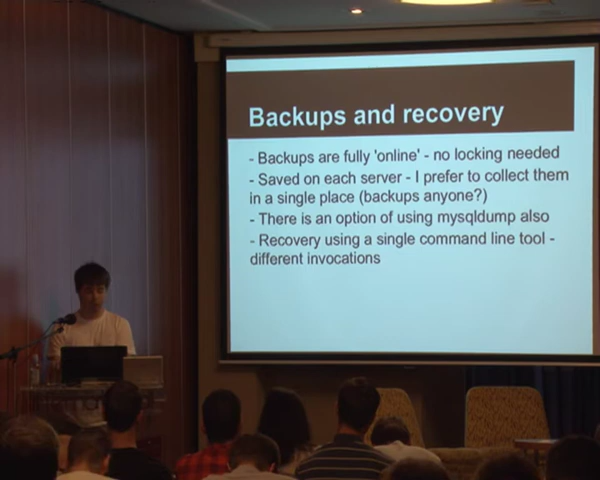 Backups and recovery
- Backups are fully 'online' - no locking needed
- Saved on each server - I prefer to collect them
in a single place (backups anyone?)
- There is an option of using mysqldump also
- Recovery using a single command line tool -
different invocations